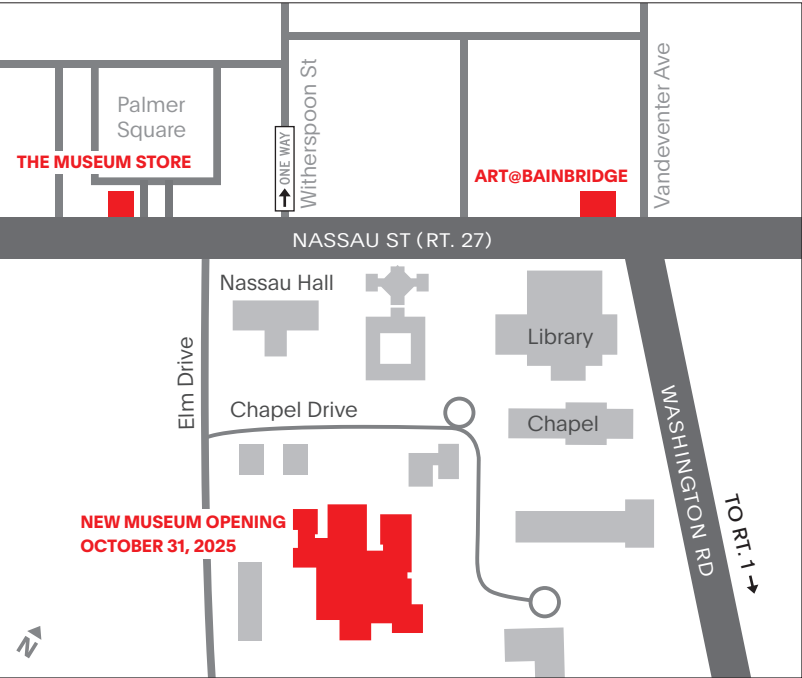 Palmer
Square
THE MUSEUM STORE
ONE WAY
Witherspoon St
ART@BAINBRIDGE
Vandeventer Ave
NASSAU ST (RT. 27)
Nassau Hall
Library
Elm Drive
Chapel Drive
Chapel
WASHINGTON RD
TO RT. 1
NEW MUSEUM OPENING
OCTOBER 31, 2025
N